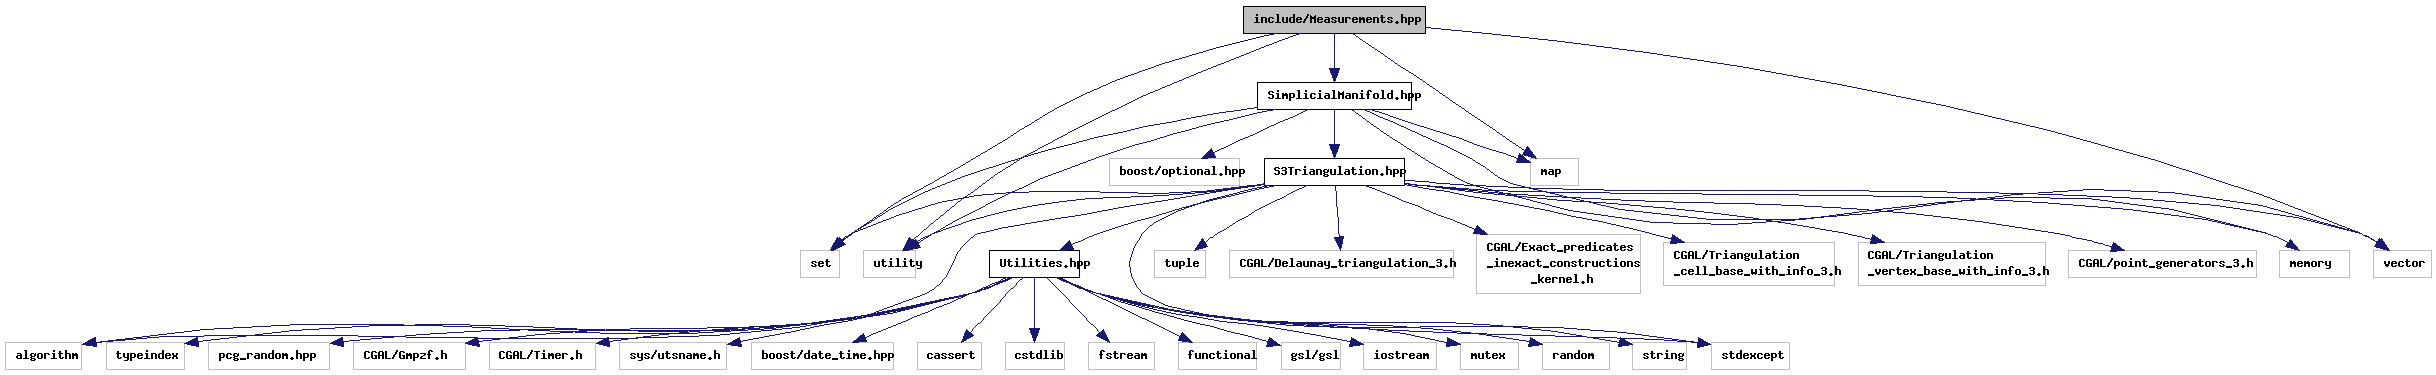 include/Measurements.hpp
SimplicialManifold.hpp
boost/optional.hpp
S3Triangulation.hpp
map
set
utility
Utilities.hpp
tuple
CGAL/Delaunay_triangulation_3.h
CGAL/Exact_predicates
_inexact_constructions
_kernel.h
CGAL/Triangulation
_cell_base_with_info_3.h
CGAL/Triangulation
_vertex_base_with_info_3.h
CGAL/point_generators_3.h
memory
vector
algorithm
typeindex
pcg_random.hpp
CGAL/Gmpzf.h
CGAL/Timer.h
sys/utsname.h
boost/date_time.hpp
cassert
cstdlib
fstream
functional
gsl/gsl
iostream
mutex
random
string
stdexcept